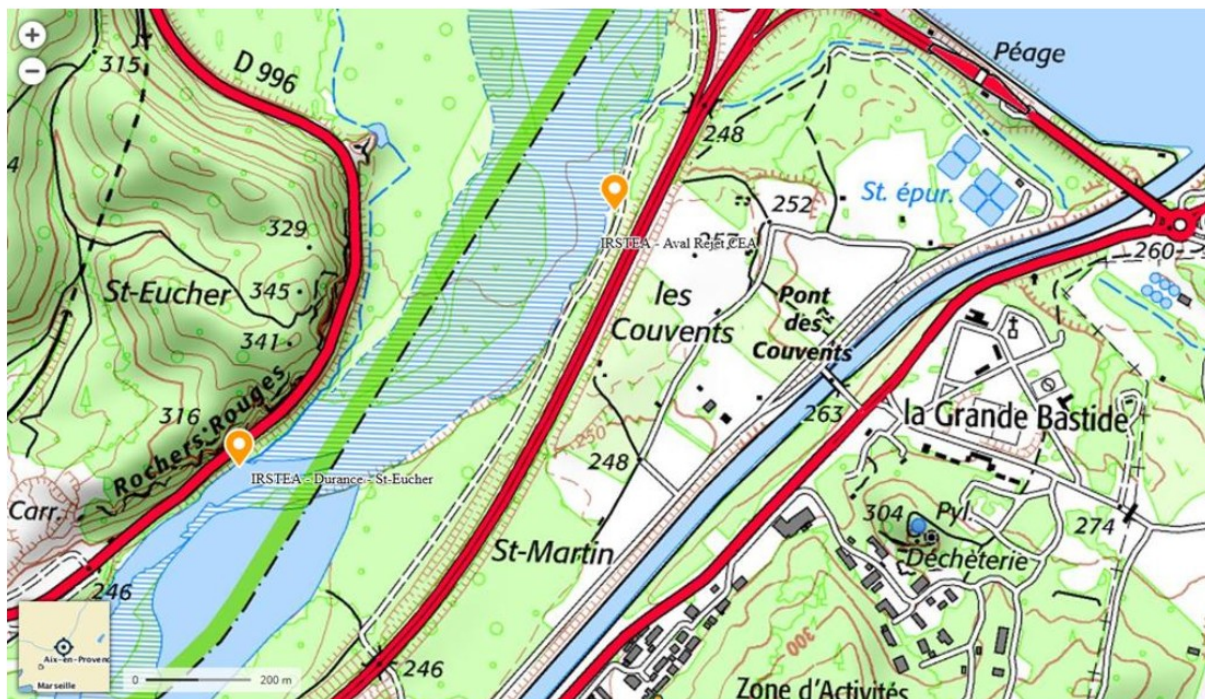 +
−
315
D 996
Péage
248
St. épur.
252
257
IRSTEA - Aval Rejet CEA
260
329
St-Eucher
345
341
les
Couvents
Pont
des
Couvents
263
la Grande Bastide
316
Rochers Rouges
IRSTEA - Durance - St-Eucher
Carr.
250
248
304
Pyl.
274
Déchèterie
St-Martin
246
246
300
Zone d'Activités
Aix-en-Provenc
Marseille
0
200 m